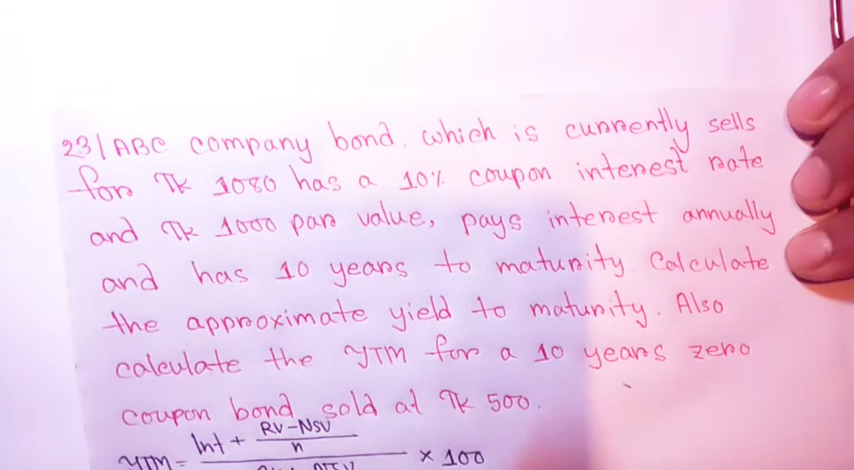 23| ABC company bond. which is currently sells
for Tk 1080 has a 10% coupon interest rate
and Tk 1000 par value, pays interest annually
and has 10 years to maturity. Calculate
the approximate yield to maturity. Also
calculate the YTM for a 10 years zero
coupon bond sold at Tk 500.
RV-NSV
Int + n
YTM= × 100